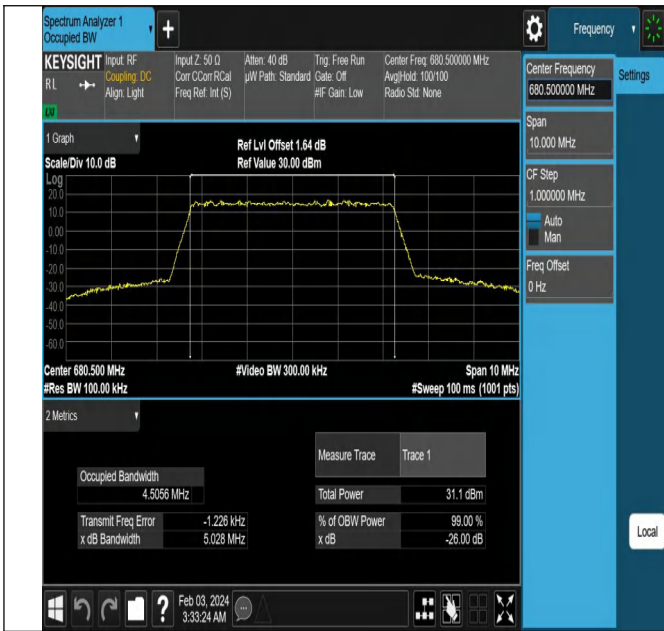 Spectrum Analyzer 1
Occupied BW
+
Frequency
KEYSIGHT
RL
LXI
Input: RF
Coupling: DC
Align: Light
Input Z: 50 Ω
Corr CCorr RCal
Freq Ref: Int (S)
Atten: 40 dB
µW Path: Standard
Trig: Free Run
Gate: Off
#IF Gain: Low
Center Freq: 680.500000 MHz
Avg|Hold: 100/100
Radio Std: None
Center Frequency
680.500000 MHz
Settings
Span
10.000 MHz
CF Step
1.000000 MHz
Auto
Man
Freq Offset
0 Hz
Local
1 Graph
Scale/Div 10.0 dB
Ref Lvl Offset 1.64 dB
Ref Value 30.00 dBm
Log
20.0
10.0
0.00
-10.0
-20.0
-30.0
-40.0
-50.0
-60.0
Center 680.500 MHz
#Video BW 300.00 kHz
Span 10 MHz
#Res BW 100.00 kHz
#Sweep 100 ms (1001 pts)
2 Metrics
Measure Trace Trace 1
Occupied Bandwidth
4.5056 MHz
Total Power 31.1 dBm
Transmit Freq Error -1.226 kHz
% of OBW Power 99.00 %
x dB Bandwidth 5.028 MHz
x dB -26.00 dB
?
Feb 03, 2024
3:33:24 AM